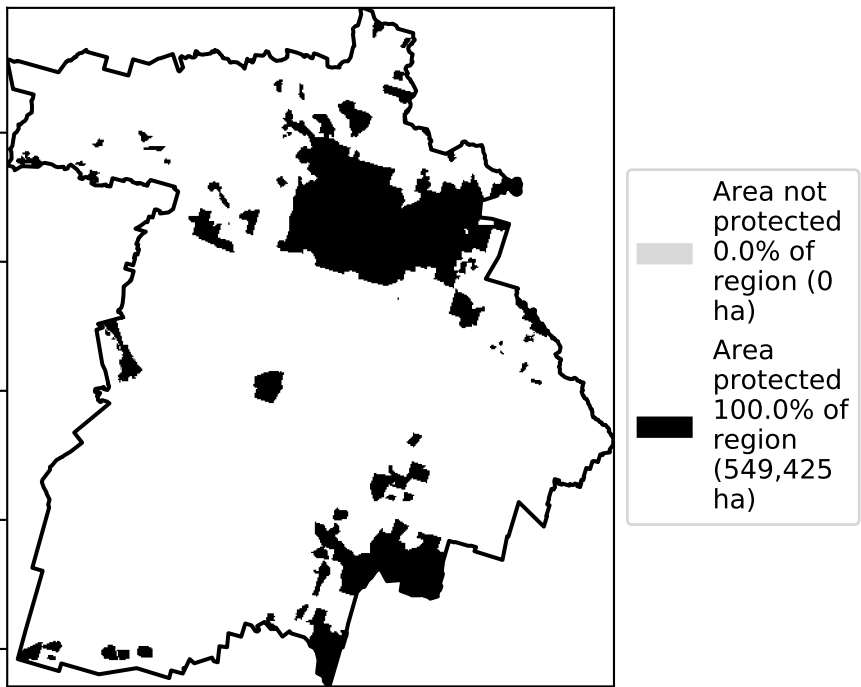 Area not
protected
0.0% of
region (0
ha)
Area
protected
100.0% of
region
(549,425
ha)